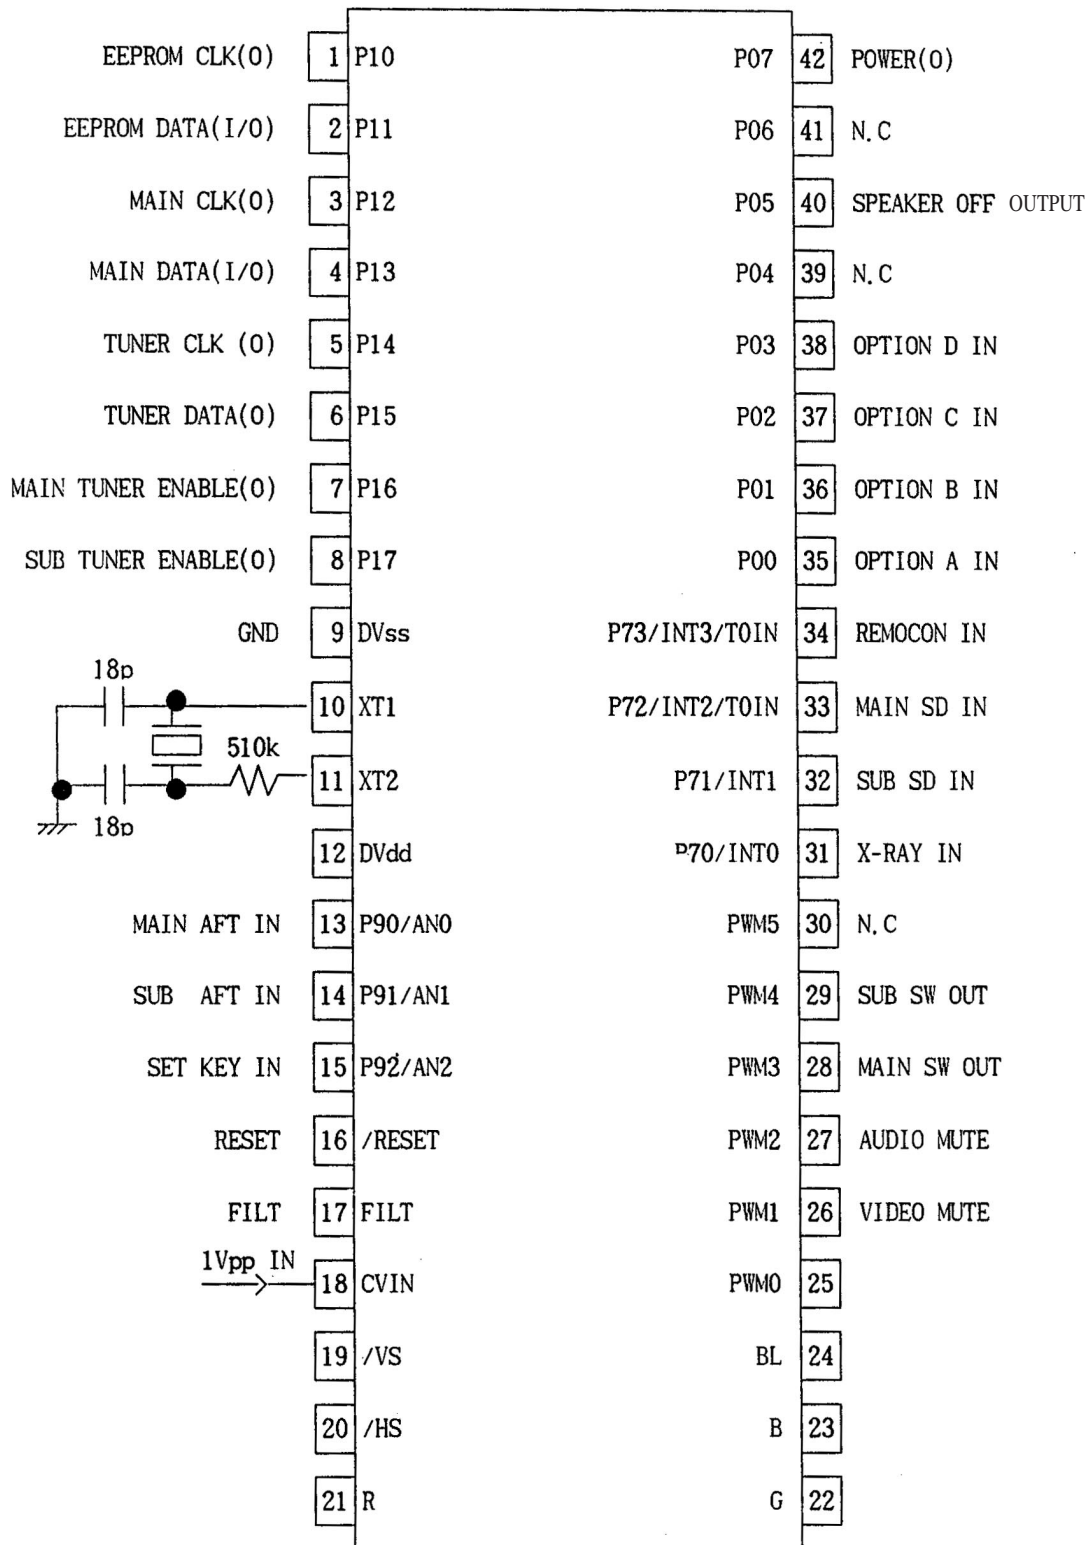 EEPROM CLK(O) 1 P10 P07 42 POWER(O)
EEPROM DATA(I/O) 2 P11 P06 41 N.C
MAIN CLK(O) 3 P12 P05 40 SPEAKER OFF OUTPUT
MAIN DATA(I/O) 4 P13 P04 39 N.C
TUNER CLK (O) 5 P14 P03 38 OPTION D IN
TUNER DATA(O) 6 P15 P02 37 OPTION C IN
MAIN TUNER ENABLE(O) 7 P16 P01 36 OPTION B IN
SUB TUNER ENABLE(O) 8 P17 P00 35 OPTION A IN
GND 9 DVss P73/INT3/TOIN 34 REMOCON IN
18p
10 XT1 P72/INT2/TOIN 33 MAIN SD IN
510k
11 XT2 P71/INT1 32 SUB SD IN
18p
12 DVdd P70/INT0 31 X-RAY IN
MAIN AFT IN 13 P90/AN0 PWM5 30 N.C
SUB AFT IN 14 P91/AN1 PWM4 29 SUB SW OUT
SET KEY IN 15 P92/AN2 PWM3 28 MAIN SW OUT
RESET 16 /RESET PWM2 27 AUDIO MUTE
FILT 17 FILT PWM1 26 VIDEO MUTE
1Vpp IN
18 CVIN PWM0 25
19 /VS BL 24
20 /HS B 23
21 R G 22